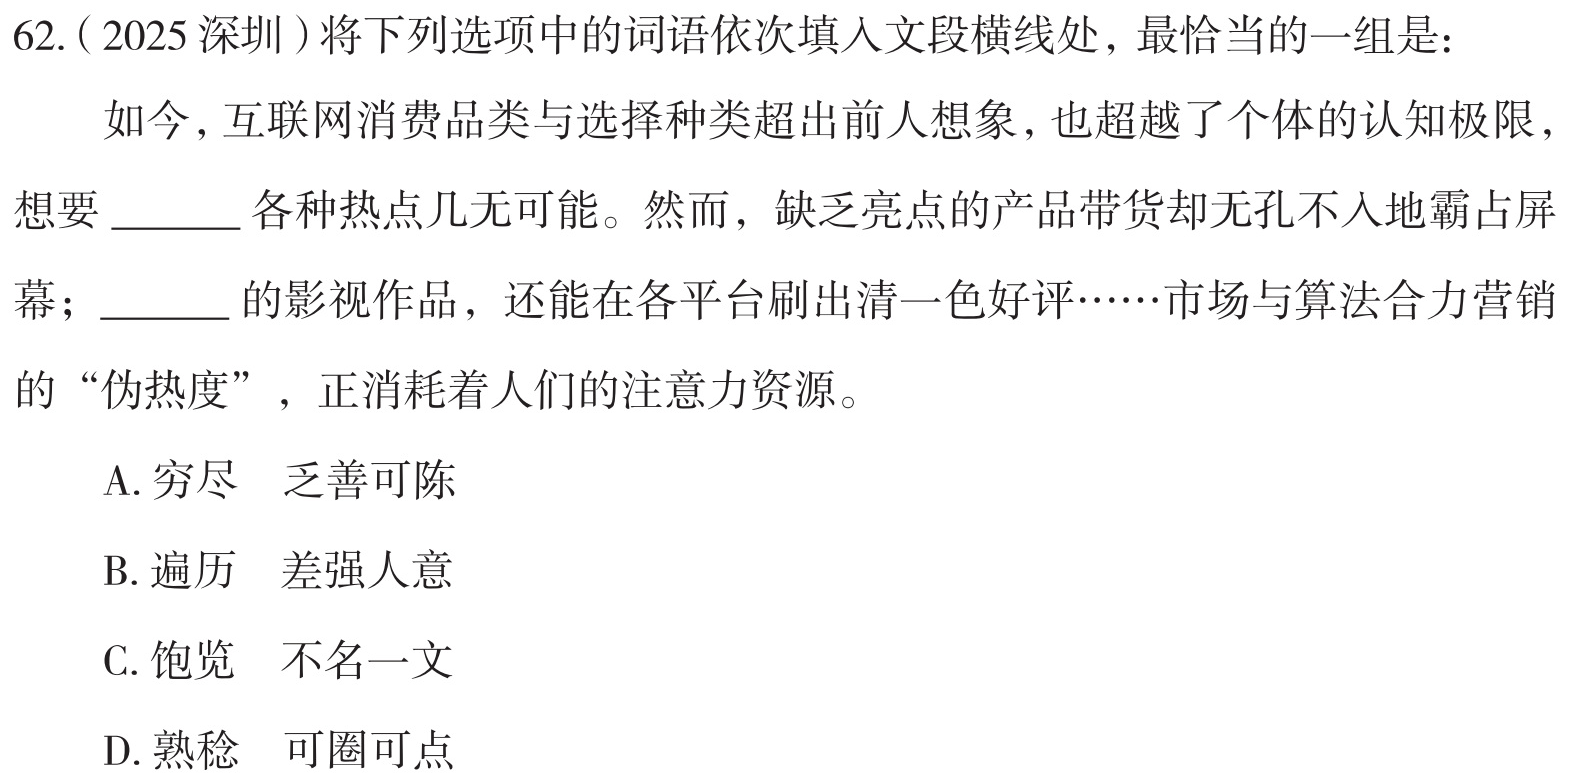 62.（2025 深圳）将下列选项中的词语依次填入文段横线处，最恰当的一组是：
如今，互联网消费品类与选择种类超出前人想象，也超越了个体的认知极限，
想要 ______ 各种热点几无可能。然而，缺乏亮点的产品带货却无孔不入地霸占屏
幕；______ 的影视作品，还能在各平台刷出清一色好评……市场与算法合力营销
的“伪热度”，正消耗着人们的注意力资源。
A. 穷尽　乏善可陈
B. 遍历　差强人意
C. 饱览　不名一文
D. 熟稔　可圈可点